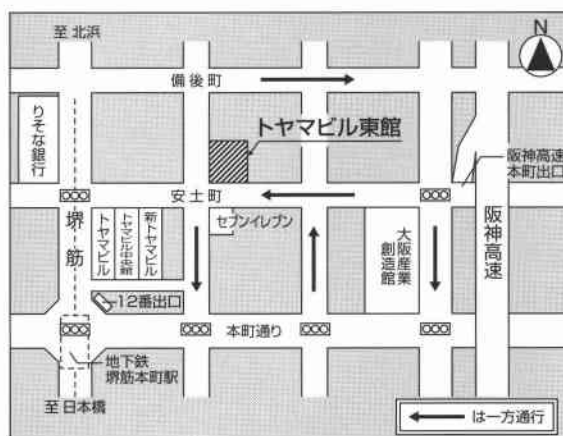 至 北浜
N
備後町
りそな銀行
トヤマビル東館
阪神高速
本町出口
安土町
堺筋
トヤマビル
トヤマビル中央館
新トヤマビル
セブンイレブン
大阪産業
創造館
阪神高速
12番出口
本町通り
地下鉄
堺筋本町駅
至 日本橋
は一方通行